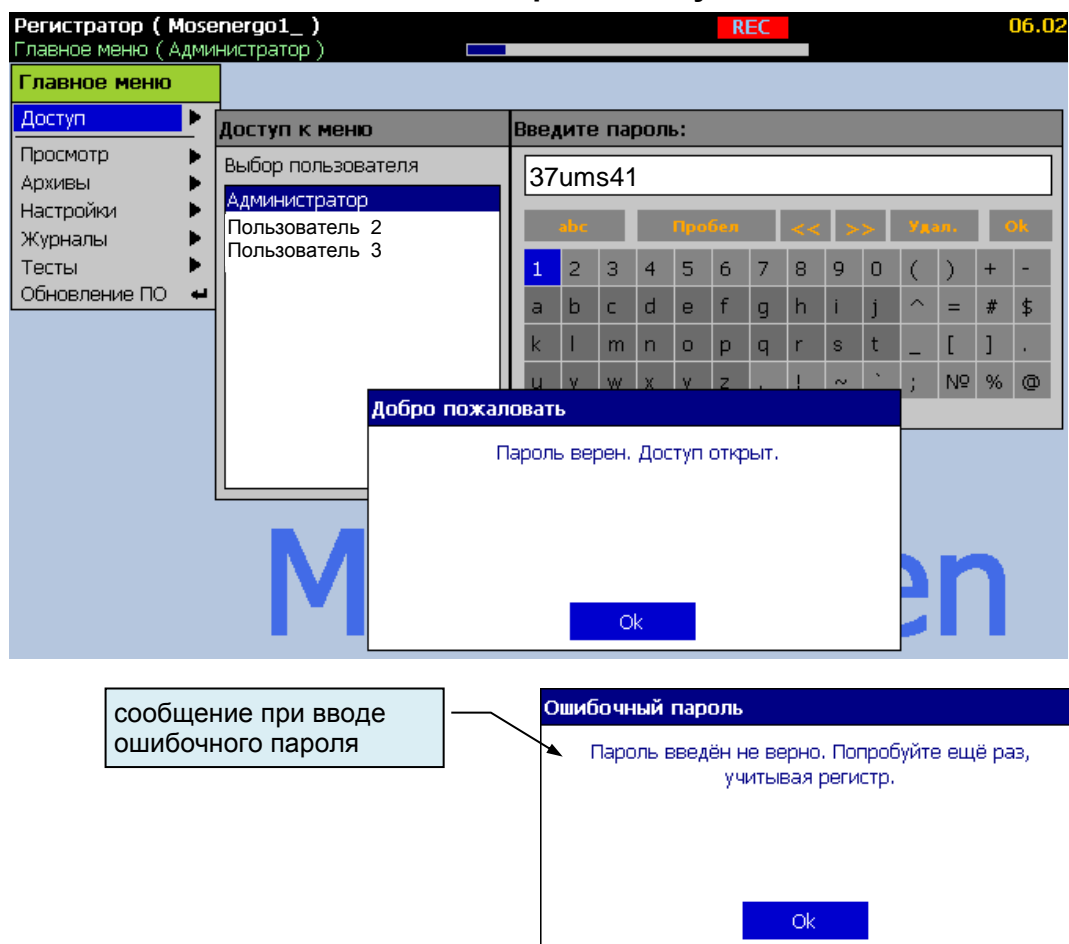 Регистратор ( Mosenergo1_ )
REC
06.02
Главное меню ( Администратор )
Главное меню
Доступ
Просмотр
Архивы
Настройки
Журналы
Тесты
Обновление ПО
Доступ к меню
Выбор пользователя
Администратор
Пользователь 2
Пользователь 3
Введите пароль:
37ums41
abc Пробел << >> Удал. Ok
1 2 3 4 5 6 7 8 9 0 ( ) + -
a b c d e f g h i j ^ = # $
k l m n o p q r s t _ [ ] .
u v w x y z , ! ~ ` ; № % @
Добро пожаловать
Пароль верен. Доступ открыт.
Ok
M
en
сообщение при вводе
ошибочного пароля
Ошибочный пароль
Пароль введён не верно. Попробуйте ещё раз,
учитывая регистр.
Ok